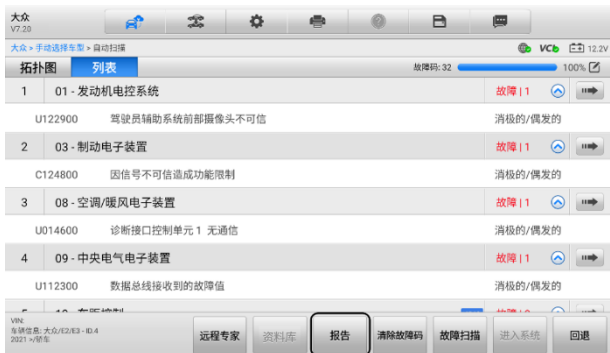 大众
V7.20
大众 > 手动选择车型 > 自动扫描
VCI 12.2V
拓扑图 列表 故障码: 32 100%
1 01 - 发动机电控系统 故障 | 1
U122900 驾驶员辅助系统前部摄像头不可信 消极的/偶发的
2 03 - 制动电子装置 故障 | 1
C124800 因信号不可信造成功能限制 消极的/偶发的
3 08 - 空调/暖风电子装置 故障 | 1
U014600 诊断接口控制单元 1 无通信 消极的/偶发的
4 09 - 中央电气电子装置 故障 | 1
U112300 数据总线接收到的故障值 消极的/偶发的
VIN:
车辆信息: 大众/E2/E3 - ID.4
2021 >/轿车
远程专家 资料库 报告 清除故障码 故障扫描 进入系统 回退